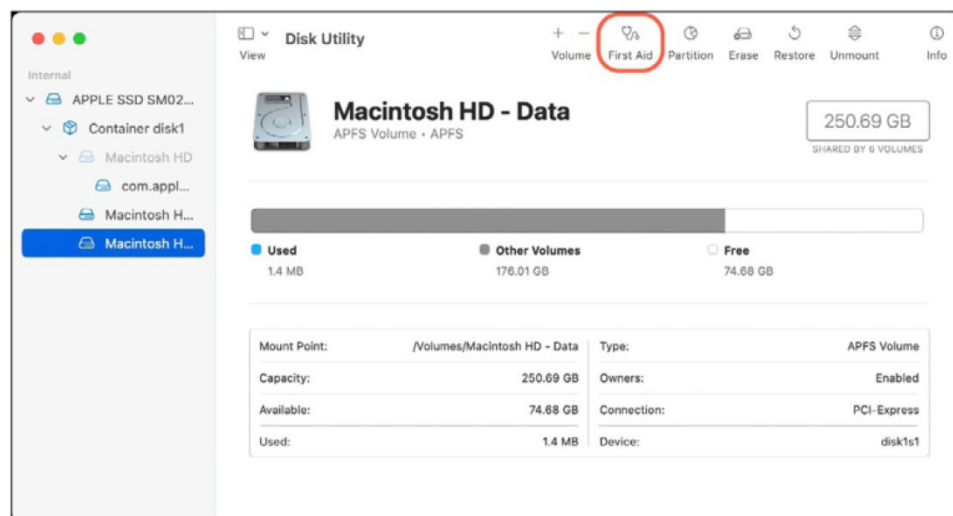 Disk Utility
View
Volume
First Aid
Partition
Erase
Restore
Unmount
Info
Internal
APPLE SSD SM02...
Container disk1
Macintosh HD
com.appl...
Macintosh H...
Macintosh H...
Macintosh HD - Data
APFS Volume • APFS
250.69 GB
SHARED BY 6 VOLUMES
Used
1.4 MB
Other Volumes
176.01 GB
Free
74.68 GB
Mount Point: /Volumes/Macintosh HD - Data
Capacity: 250.69 GB
Available: 74.68 GB
Used: 1.4 MB
Type: APFS Volume
Owners: Enabled
Connection: PCI-Express
Device: disk1s1